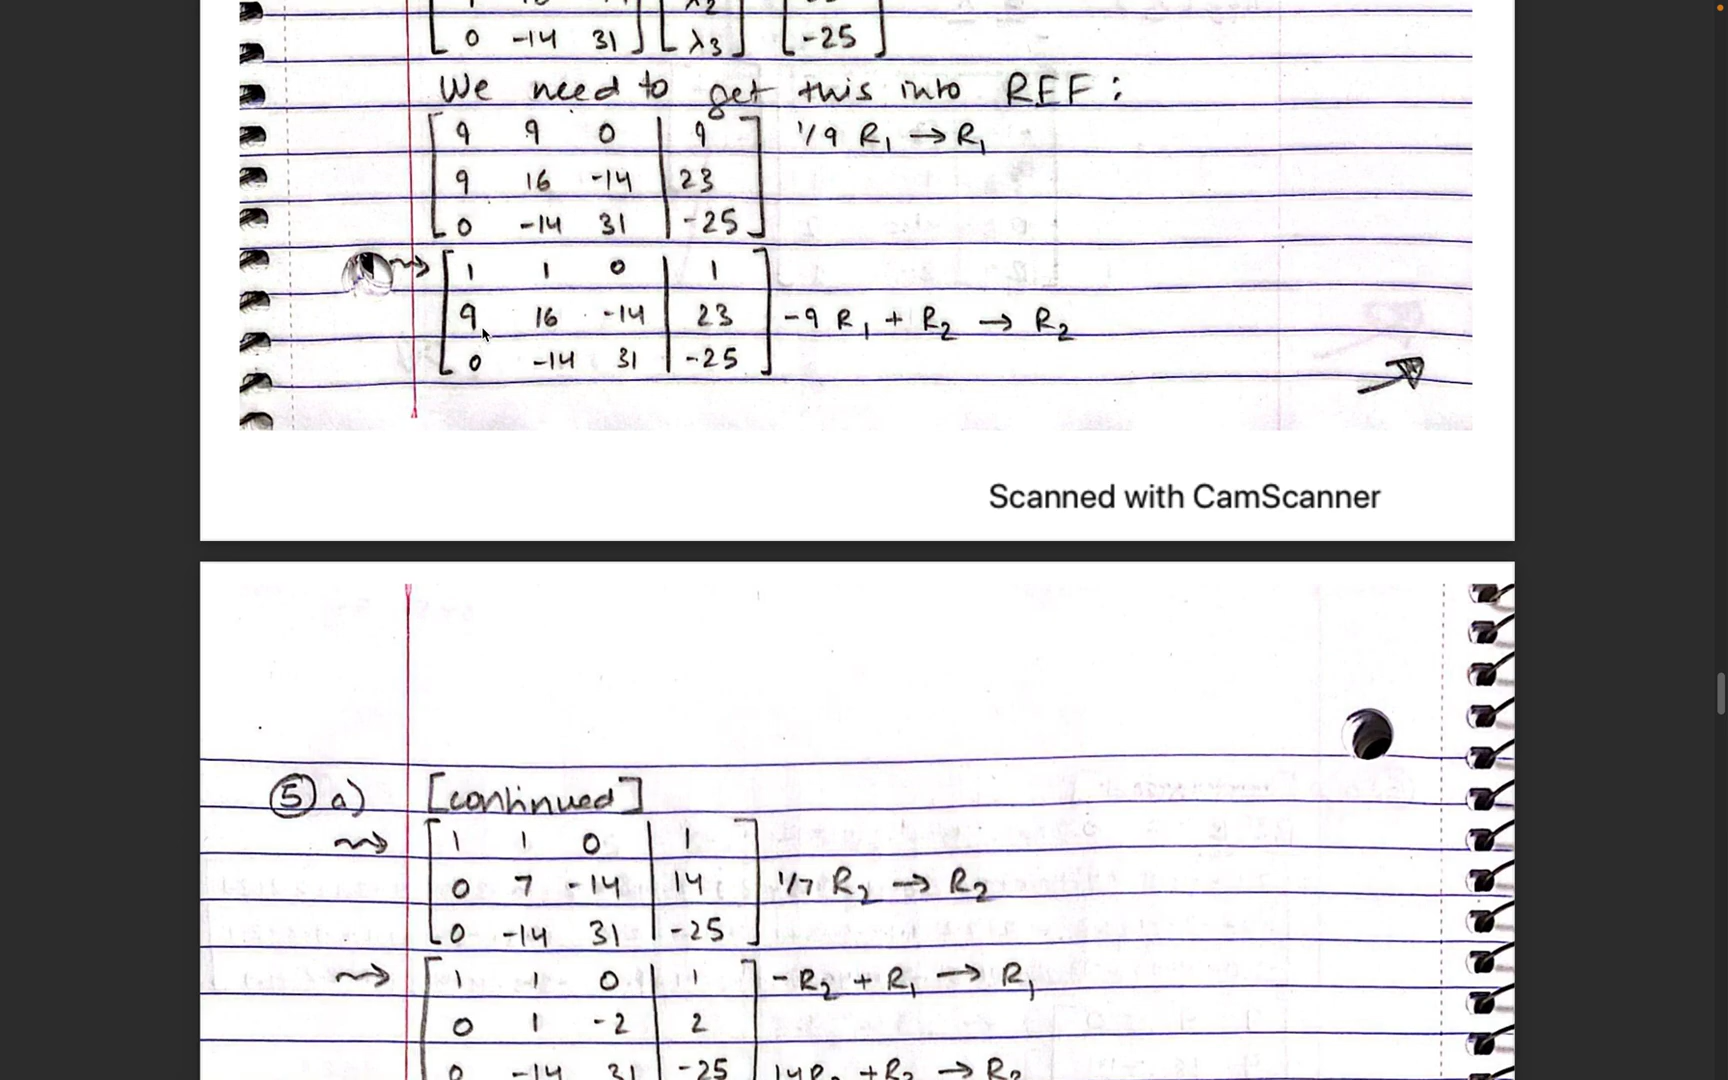 λ2
[ 0 -14 31 ] [ λ3 ] [ -25 ]
We need to get this into REF:
[ 9 9 0 | 9 ] 1/9 R1 → R1
[ 9 16 -14 | 23 ]
[ 0 -14 31 | -25 ]
⇝ [ 1 1 0 | 1 ]
[ 9 16 -14 | 23 ] -9 R1 + R2 → R2
[ 0 -14 31 | -25 ]
Scanned with CamScanner
⑤ a) [continued]
⇝ [ 1 1 0 | 1 ]
[ 0 7 -14 | 14 ] 1/7 R2 → R2
[ 0 -14 31 | -25 ]
⇝ [ 1 1 0 | 1 ] -R2 + R1 → R1
[ 0 1 -2 | 2 ]
[ 0 -14 31 | -25 ] 14R2 + R3 → R3